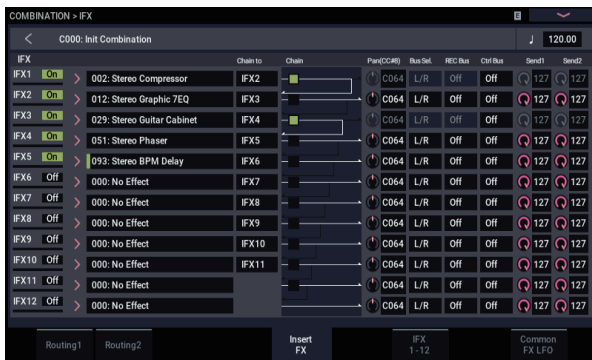 COMBINATION > IFX E
C000: Init Combination ♩ 120.00
IFX Chain to Chain Pan(CC#8) Bus Sel. REC Bus Ctrl Bus Send1 Send2
IFX1 On 002: Stereo Compressor IFX2 C064 L/R Off Off 127 127
IFX2 On 012: Stereo Graphic 7EQ IFX3 C064 L/R Off Off 127 127
IFX3 On 029: Stereo Guitar Cabinet IFX4 C064 L/R Off Off 127 127
IFX4 On 051: Stereo Phaser IFX5 C064 L/R Off Off 127 127
IFX5 On 093: Stereo BPM Delay IFX6 C064 L/R Off Off 127 127
IFX6 Off 000: No Effect IFX7 C064 L/R Off Off 127 127
IFX7 Off 000: No Effect IFX8 C064 L/R Off Off 127 127
IFX8 Off 000: No Effect IFX9 C064 L/R Off Off 127 127
IFX9 Off 000: No Effect IFX10 C064 L/R Off Off 127 127
IFX10 Off 000: No Effect IFX11 C064 L/R Off Off 127 127
IFX11 Off 000: No Effect C064 L/R Off Off 127 127
IFX12 Off 000: No Effect C064 L/R Off Off 127 127
Routing1 Routing2 Insert FX IFX 1-12 Common FX LFO